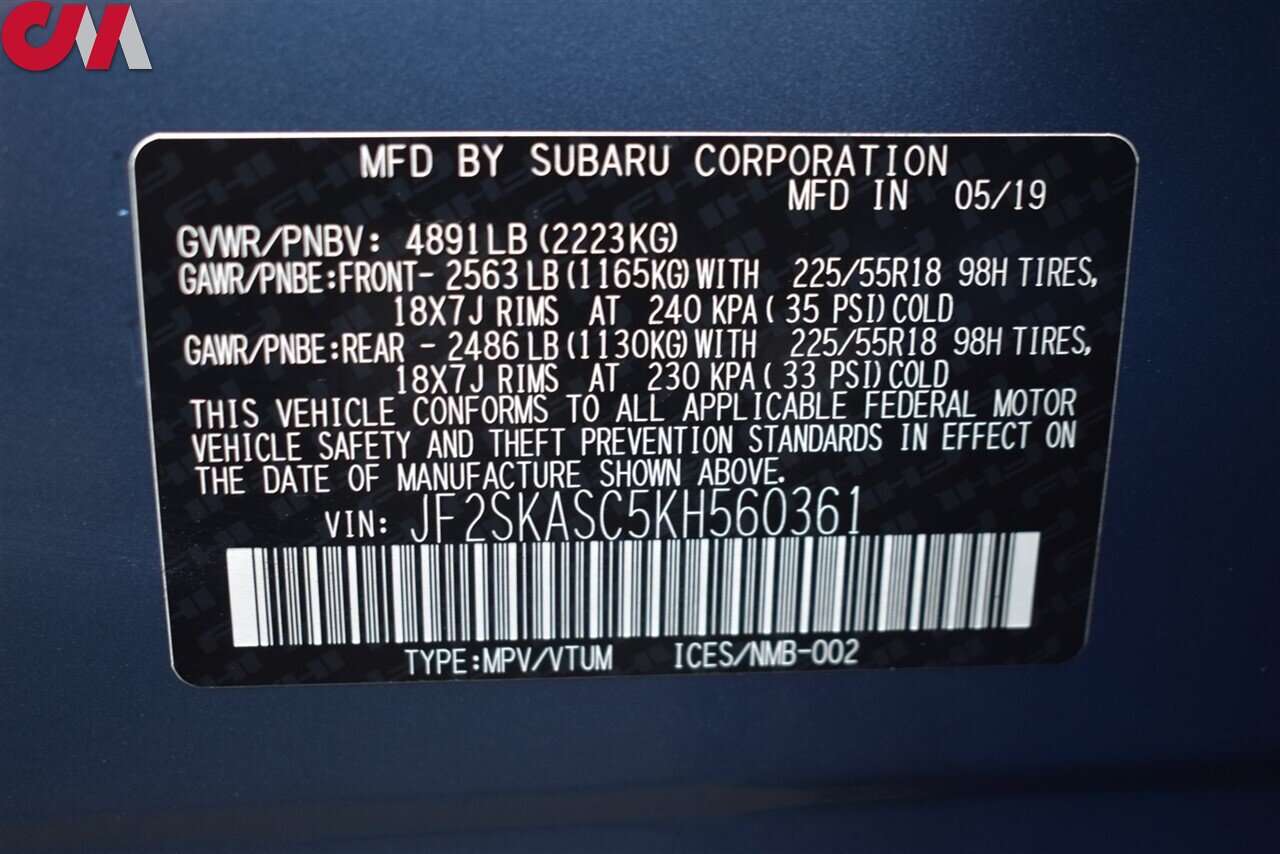 CM
MFD BY SUBARU CORPORATION
MFD IN 05/19
GVWR/PNBV: 4891LB (2223KG)
GAWR/PNBE:FRONT- 2563 LB (1165KG) WITH 225/55R18 98H TIRES,
18X7J RIMS AT 240 KPA ( 35 PSI) COLD
GAWR/PNBE:REAR - 2486 LB (1130KG) WITH 225/55R18 98H TIRES,
18X7J RIMS AT 230 KPA ( 33 PSI) COLD
THIS VEHICLE CONFORMS TO ALL APPLICABLE FEDERAL MOTOR
VEHICLE SAFETY AND THEFT PREVENTION STANDARDS IN EFFECT ON
THE DATE OF MANUFACTURE SHOWN ABOVE.
VIN: JF2SKASC5KH560361
TYPE:MPV/VTUM ICES/NMB-002